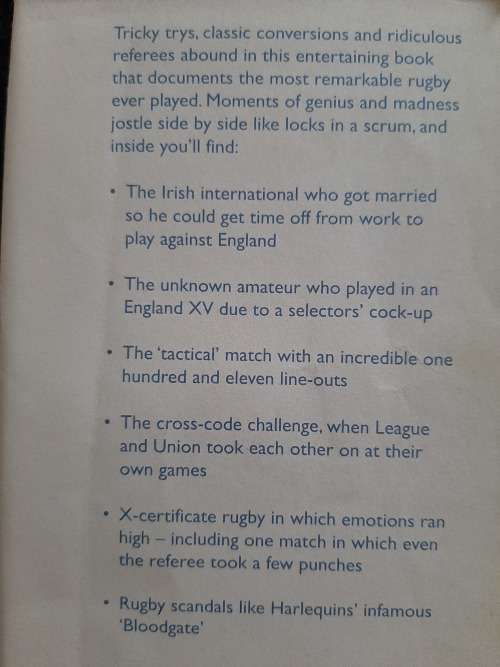 Tricky trys, classic conversions and ridiculous
referees abound in this entertaining book
that documents the most remarkable rugby
ever played. Moments of genius and madness
jostle side by side like locks in a scrum, and
inside you'll find:
• The Irish international who got married
so he could get time off from work to
play against England
• The unknown amateur who played in an
England XV due to a selectors' cock-up
• The 'tactical' match with an incredible one
hundred and eleven line-outs
• The cross-code challenge, when League
and Union took each other on at their
own games
• X-certificate rugby in which emotions ran
high – including one match in which even
the referee took a few punches
• Rugby scandals like Harlequins' infamous
'Bloodgate'